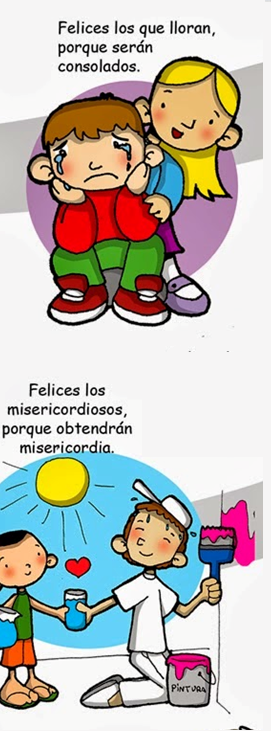 Felices los que lloran,
porque serán
consolados.
Felices los
misericordiosos,
porque obtendrán
misericordia.
PINTURA